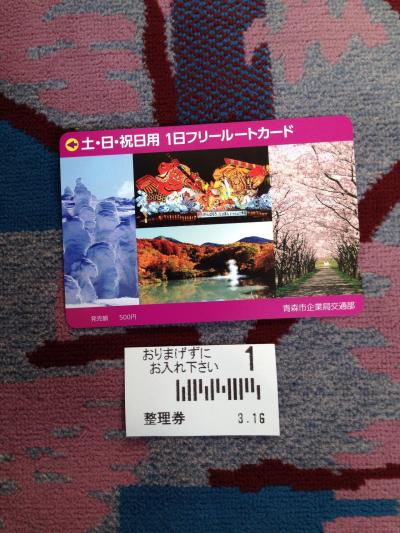 土・日・祝日用 1日フリールートカード
発売額 500円
青森市企業局交通部
おりまげずに
お入れ下さい
1
整理券
3.16